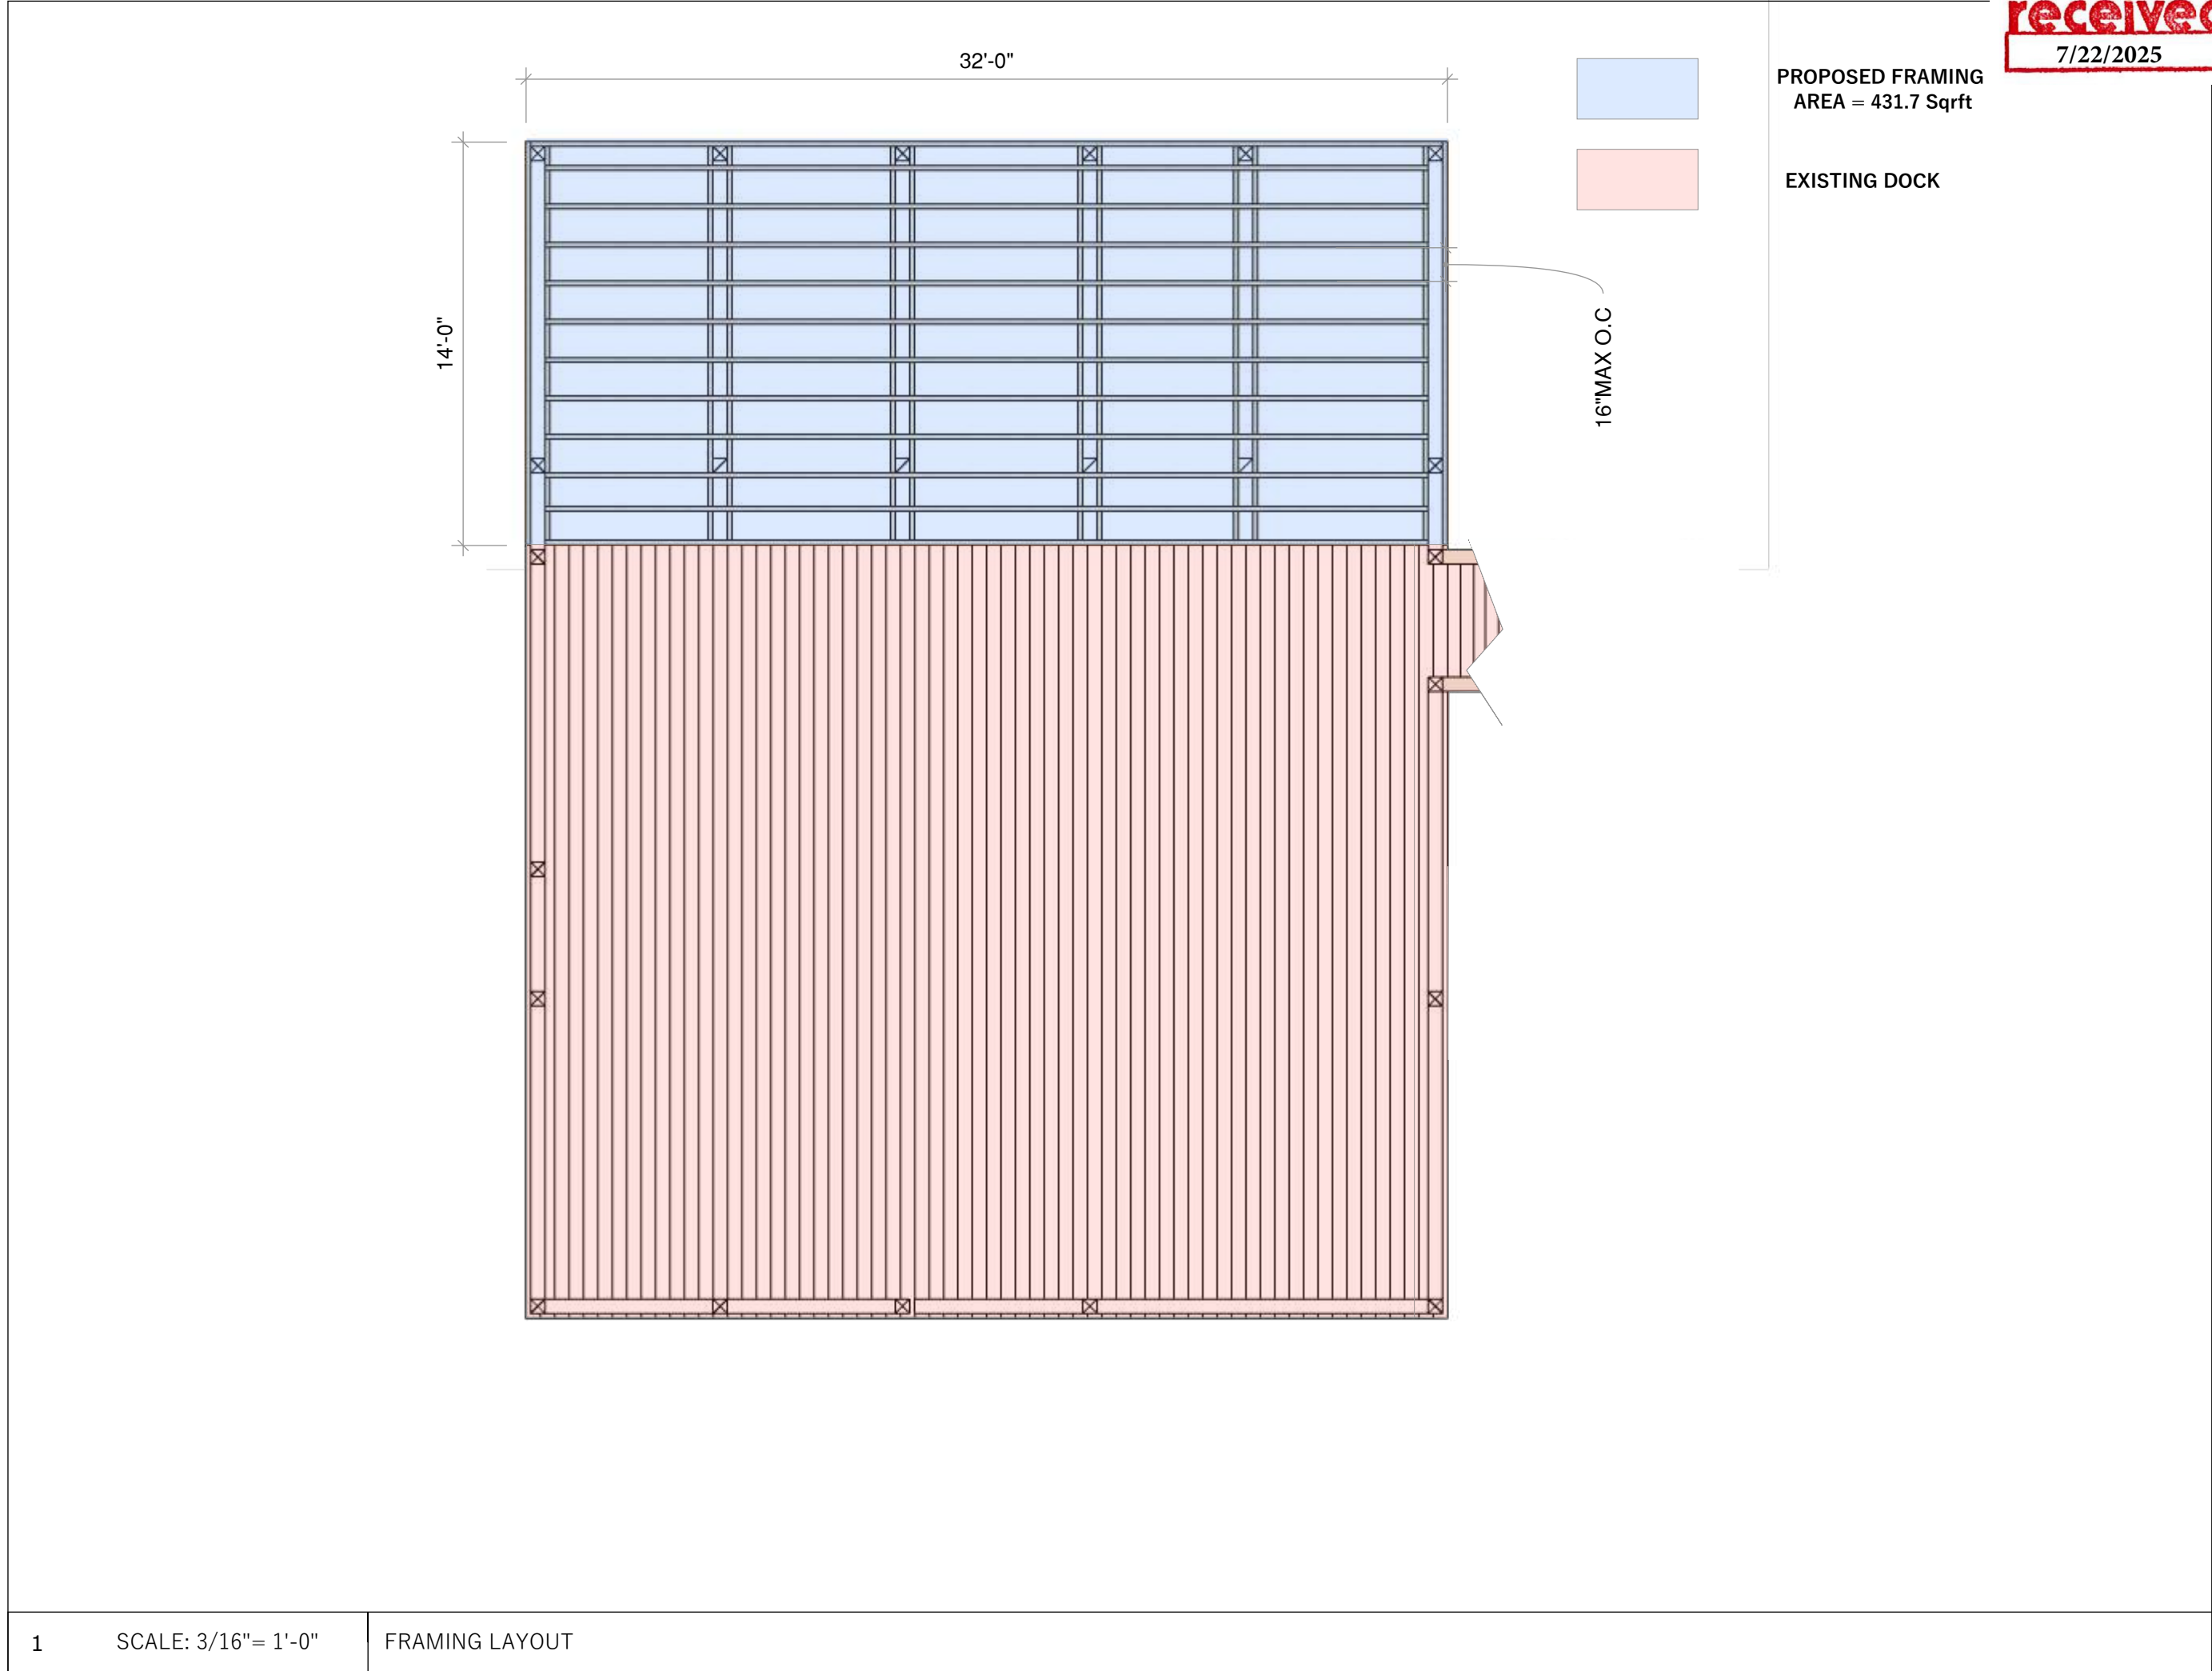 received
7/22/2025
32'-0"
PROPOSED FRAMING
AREA = 431.7 Sqrft
EXISTING DOCK
14'-0"
16"MAX O.C
1
SCALE: 3/16"= 1'-0"
FRAMING LAYOUT